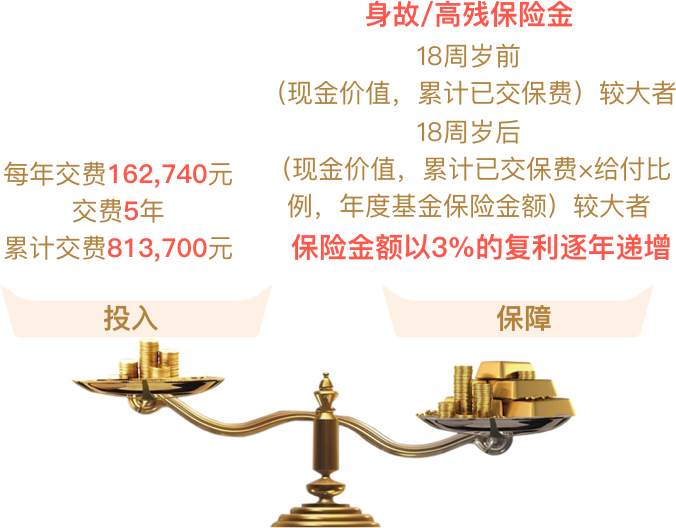 身故/高残保险金
18周岁前
（现金价值，累计已交保费）较大者
18周岁后
（现金价值，累计已交保费×给付比
例，年度基金保险金额）较大者
保险金额以3%的复利逐年递增
每年交费162,740元
交费5年
累计交费813,700元
投入
保障